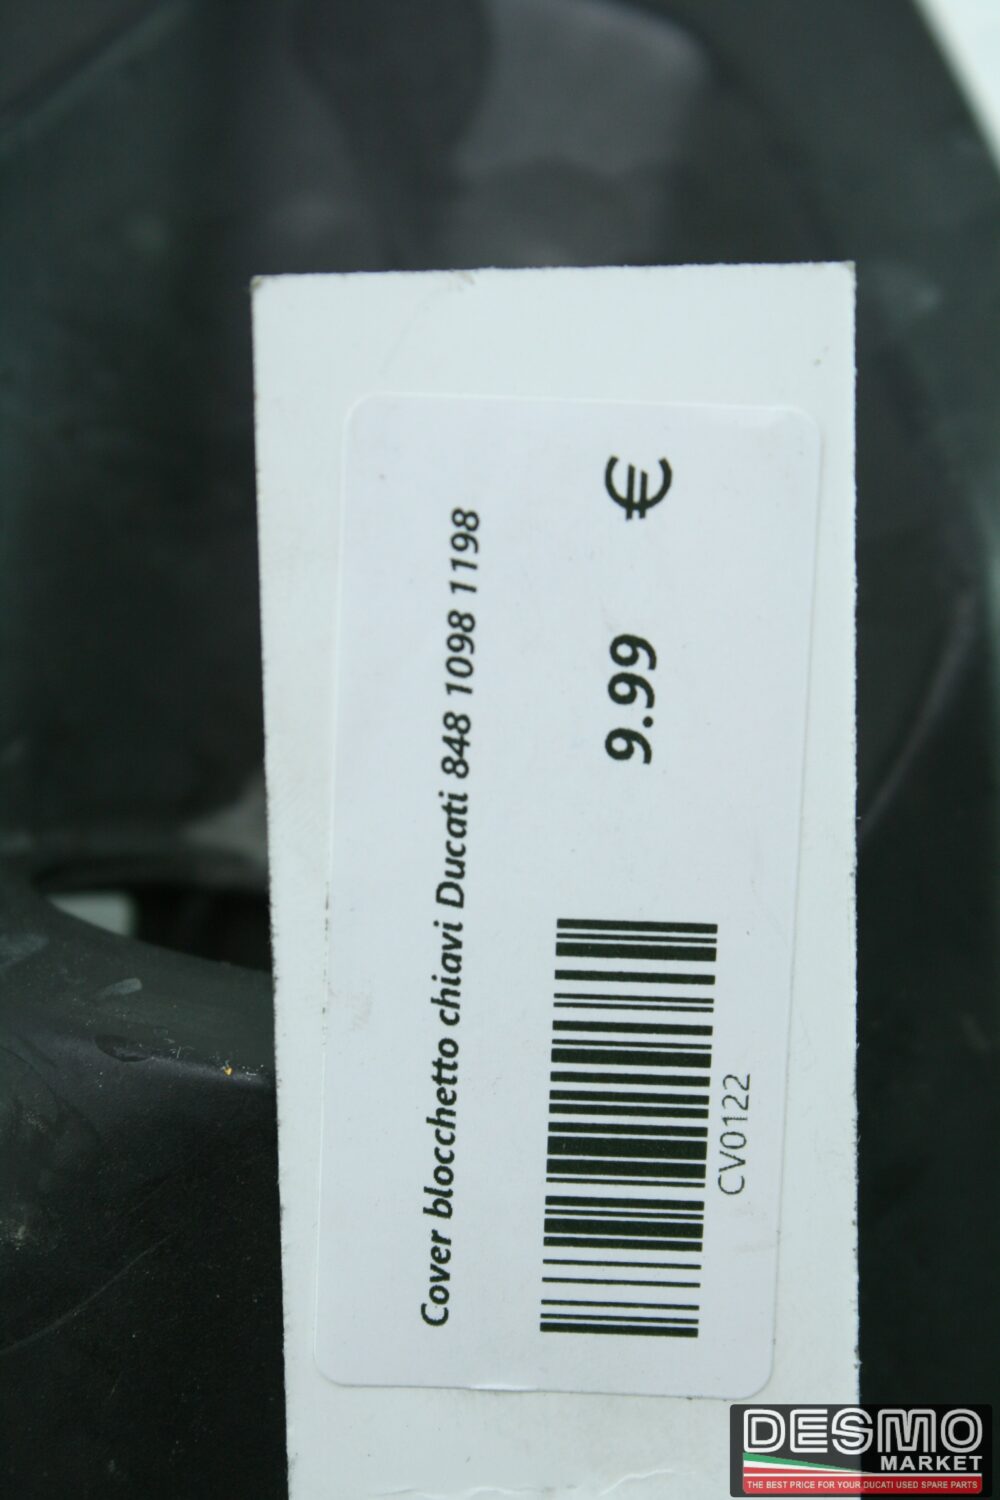 Cover blocchetto chiavi Ducati 848 1098 1198
9.99 €
CV0122
DESMO
MARKET
THE BEST PRICE FOR YOUR DUCATI USED SPARE PARTS